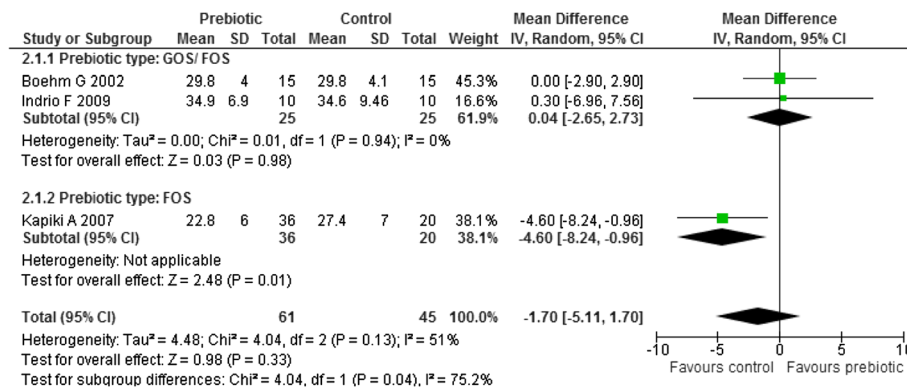 Prebiotic Control Mean Difference Mean Difference
Study or Subgroup Mean SD Total Mean SD Total Weight IV, Random, 95% CI IV, Random, 95% CI
2.1.1 Prebiotic type: GOS/ FOS
Boehm G 2002 29.8 4 15 29.8 4.1 15 45.3% 0.00 [-2.90, 2.90]
Indrio F 2009 34.9 6.9 10 34.6 9.46 10 16.6% 0.30 [-6.96, 7.56]
Subtotal (95% CI) 25 25 61.9% 0.04 [-2.65, 2.73]
Heterogeneity: Tau² = 0.00; Chi² = 0.01, df = 1 (P = 0.94); I² = 0%
Test for overall effect: Z = 0.03 (P = 0.98)
2.1.2 Prebiotic type: FOS
Kapiki A 2007 22.8 6 36 27.4 7 20 38.1% -4.60 [-8.24, -0.96]
Subtotal (95% CI) 36 20 38.1% -4.60 [-8.24, -0.96]
Heterogeneity: Not applicable
Test for overall effect: Z = 2.48 (P = 0.01)
Total (95% CI) 61 45 100.0% -1.70 [-5.11, 1.70]
Heterogeneity: Tau² = 4.48; Chi² = 4.04, df = 2 (P = 0.13); I² = 51%
Test for overall effect: Z = 0.98 (P = 0.33)
Test for subgroup differences: Chi² = 4.04, df = 1 (P = 0.04), I² = 75.2%
-10 -5 0 5 10
Favours control Favours prebiotic